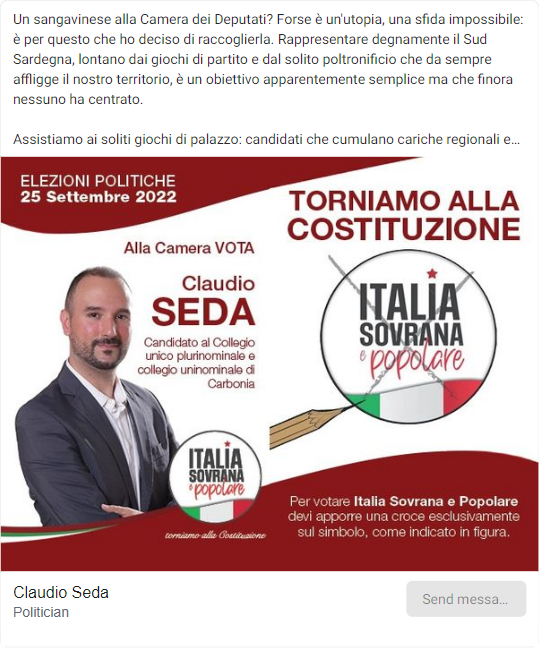 Un sangavinese alla Camera dei Deputati? Forse è un'utopia, una sfida impossibile:
è per questo che ho deciso di raccoglierla. Rappresentare degnamente il Sud
Sardegna, lontano dai giochi di partito e dal solito poltronificio che da sempre
affligge il nostro territorio, è un obiettivo apparentemente semplice ma che finora
nessuno ha centrato.
Assistiamo ai soliti giochi di palazzo: candidati che cumulano cariche regionali e...
ELEZIONI POLITICHE
25 Settembre 2022
Alla Camera VOTA
Claudio
SEDA
Candidato al Collegio
unico plurinominale e
collegio uninominale di
Carbonia
ITALIA
SOVRANA
e popolare
torniamo alla Costituzione
TORNIAMO ALLA
COSTITUZIONE
ITALIA
SOVRANA
e popolare
Per votare Italia Sovrana e Popolare
devi apporre una croce esclusivamente
sul simbolo, come indicato in figura.
Claudio Seda
Politician
Send messa...